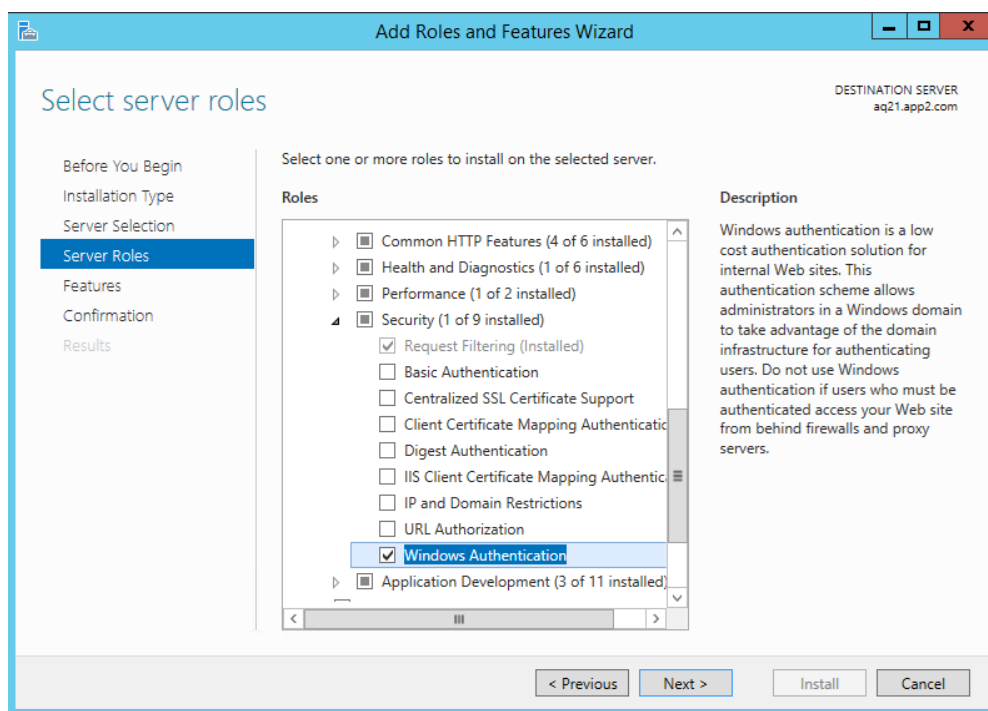 Add Roles and Features Wizard
Select server roles
DESTINATION SERVER
aq21.app2.com
Before You Begin
Installation Type
Server Selection
Server Roles
Features
Confirmation
Results
Select one or more roles to install on the selected server.
Roles
Common HTTP Features (4 of 6 installed)
Health and Diagnostics (1 of 6 installed)
Performance (1 of 2 installed)
Security (1 of 9 installed)
Request Filtering (Installed)
Basic Authentication
Centralized SSL Certificate Support
Client Certificate Mapping Authenticatic
Digest Authentication
IIS Client Certificate Mapping Authentic
IP and Domain Restrictions
URL Authorization
Windows Authentication
Application Development (3 of 11 installed)
Description
Windows authentication is a low
cost authentication solution for
internal Web sites. This
authentication scheme allows
administrators in a Windows domain
to take advantage of the domain
infrastructure for authenticating
users. Do not use Windows
authentication if users who must be
authenticated access your Web site
from behind firewalls and proxy
servers.
< Previous
Next >
Install
Cancel